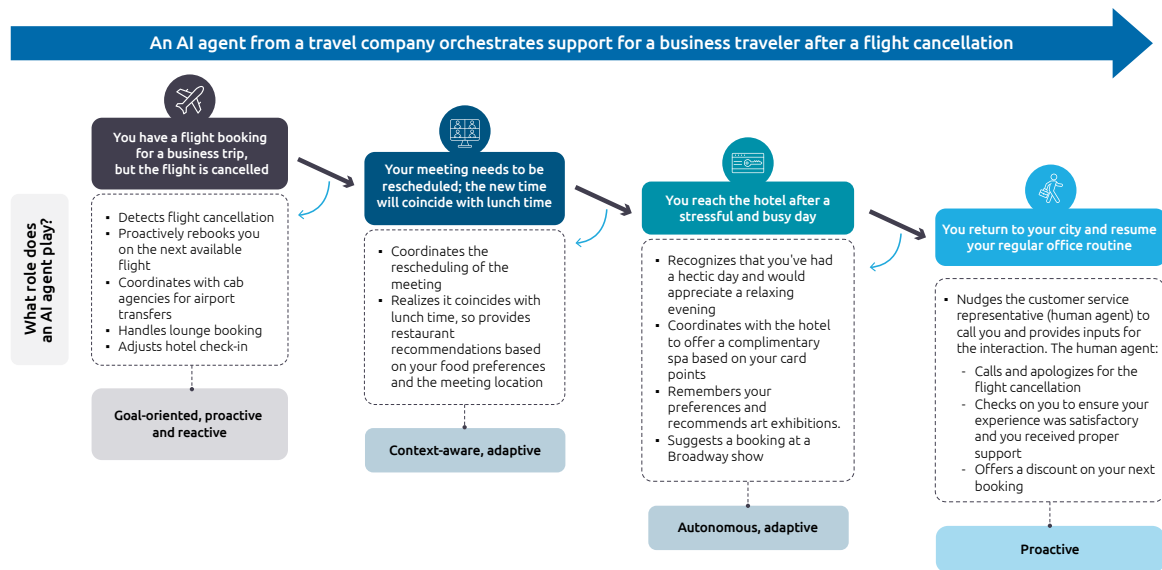 An AI agent from a travel company orchestrates support for a business traveler after a flight cancellation
What role does
an AI agent play?
You have a flight booking
for a business trip,
but the flight is cancelled
▪ Detects flight cancellation
▪ Proactively rebooks you
on the next available
flight
▪ Coordinates with cab
agencies for airport
transfers
▪ Handles lounge booking
▪ Adjusts hotel check-in
Goal-oriented, proactive
and reactive
Your meeting needs to be
rescheduled; the new time
will coincide with lunch time
▪ Coordinates the
rescheduling of the
meeting
▪ Realizes it coincides with
lunch time, so provides
restaurant
recommendations based
on your food preferences
and the meeting location
Context-aware, adaptive
You reach the hotel after a
stressful and busy day
▪ Recognizes that you've had
a hectic day and would
appreciate a relaxing
evening
▪ Coordinates with the hotel
to offer a complimentary
spa based on your card
points
▪ Remembers your
preferences and
recommends art exhibitions.
▪ Suggests a booking at a
Broadway show
Autonomous, adaptive
You return to your city and resume
your regular office routine
▪ Nudges the customer service
representative (human agent) to
call you and provides inputs for
the interaction. The human agent:
- Calls and apologizes for the
flight cancellation
- Checks on you to ensure your
experience was satisfactory
and you received proper
support
- Offers a discount on your next
booking
Proactive